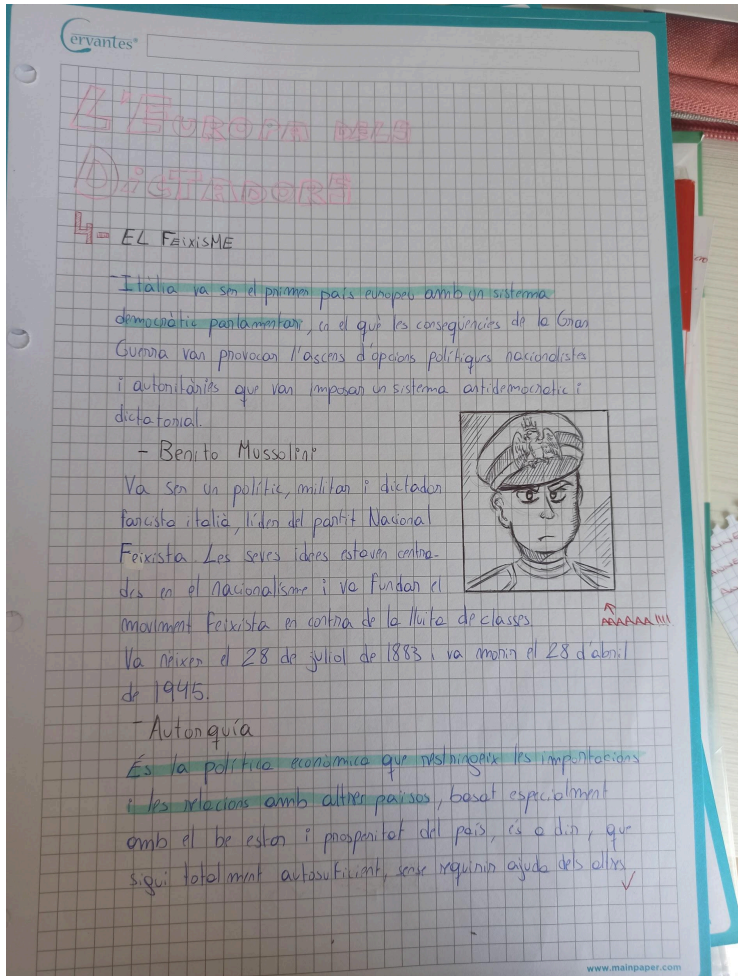 Cervantes®
L'EUROPA DELS
DICTADORS
4- EL FEIXISME
- Itàlia va ser el primer país europeu amb un sistema
democràtic parlamentari, en el què les consequències de la Gran
Guerra van provocar l'ascens d'opcions polítiques nacionalistes
i autoritàries que van imposar un sistema antidemocratic i
dictatorial.
- Benito Mussolini
Va ser un polític, militar i dictador
fascista italià, líder del partit Nacional
Feixista. Les seves idees estaven centra-
des en el nacionalisme i va fundar el
moviment Feixista en contra de la lluita de classes.
Va néixer el 28 de juliol de 1883 i va morir el 28 d'abril
de 1945.
AAAAAA!!!!
- Autorquía
És la política econòmica que restringeix les importacions
i les relacions amb altres països, basat especialment
amb el be estar i prosperitat del país, és a dir, que
sigui totalment autosuficient, sense requirir ajuda dels altres
www.mainpaper.com